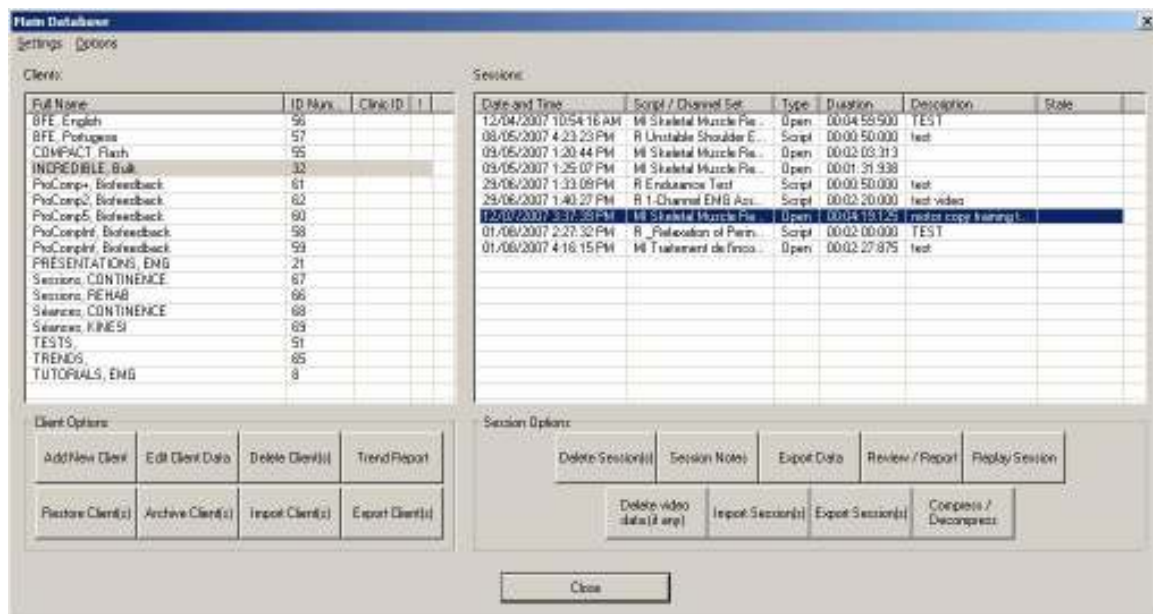 Main Database
Settings Options
Clients:
Full Name ID Num... Clinic ID !
BFE, English 56
BFE, Portugese 57
COMPACT, Flash 55
INCREDIBLE, Bulk 32
ProComp+, Biofeedback 61
ProComp2, Biofeedback 62
ProComp5, Biofeedback 60
ProCompInf, Biofeedback 58
ProCompInf, Biofeedback 59
PRESENTATIONS, EMG 21
Sessions, CONTINENCE 67
Sessions, REHAB 66
Séances, CONTINENCE 68
Séances, KINESI 69
TESTS, 51
TRENDS, 65
TUTORIALS, EMG 8
Sessions:
Date and Time Script / Channel Set Type Duration Description State
12/04/2007 10:54:16 AM MI Skeletal Muscle Re... Open 00:04:59.500 TEST
08/05/2007 4:23:23 PM R Unstable Shoulder E... Script 00:00:50.000 test
09/05/2007 1:20:44 PM MI Skeletal Muscle Re... Open 00:02:03.313
09/05/2007 1:25:07 PM MI Skeletal Muscle Re... Open 00:01:31.938
29/06/2007 1:33:09 PM R Endurance Test Script 00:00:50.000 test
29/06/2007 1:40:27 PM R 1-Channel EMG Ass... Script 00:02:20.000 test video
12/07/2007 3:37:39 PM MI Skeletal Muscle Re... Open 00:04:19.125 motor copy training t...
01/08/2007 2:27:32 PM R _Relaxation of Perin... Script 00:02:00.000 TEST
01/08/2007 4:16:15 PM MI Traitement de l'inco... Open 00:02:27.875 test
Client Options
Add New Client Edit Client Data Delete Client(s) Trend Report
Restore Client(s) Archive Client(s) Import Client(s) Export Client(s)
Session Options
Delete Session(s) Session Notes Export Data Review / Report Replay Session
Delete video data (if any) Import Session(s) Export Session(s) Compress / Decompress
Close